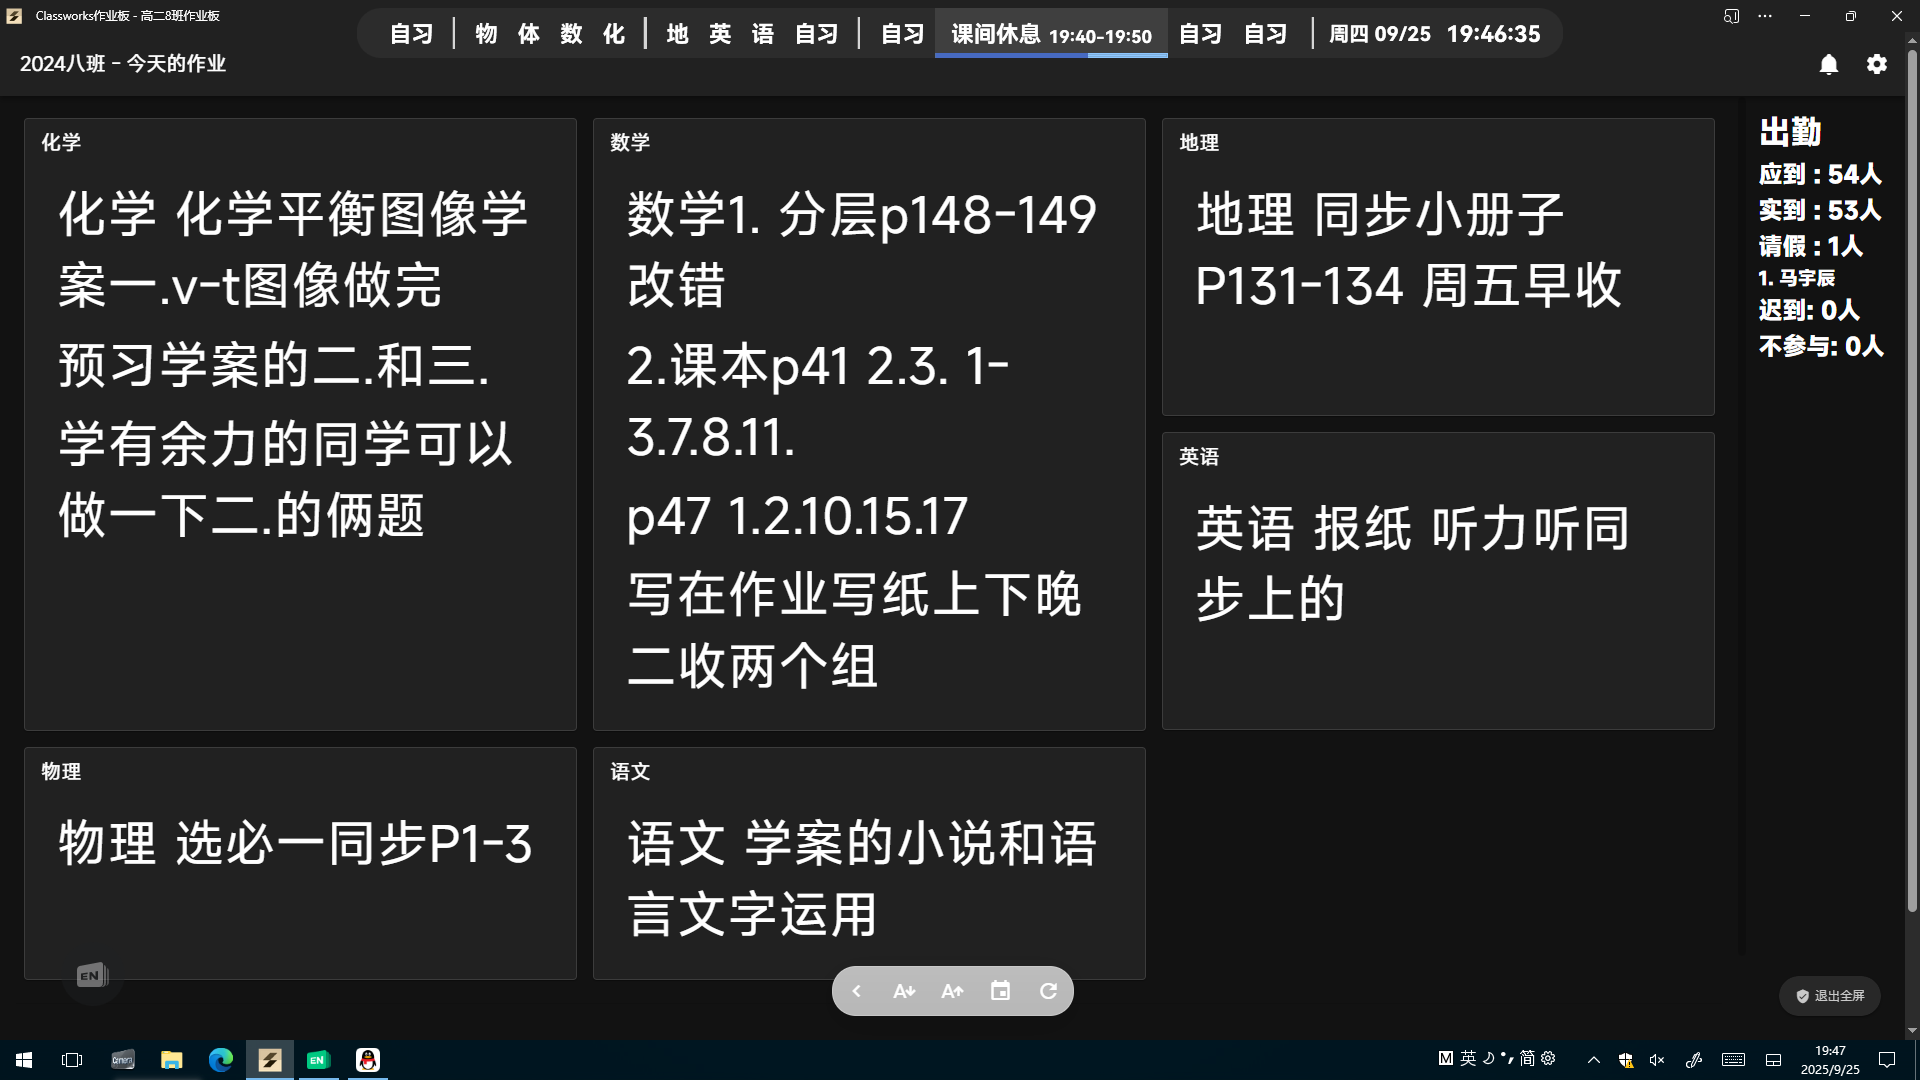 Classworks作业板 - 高二8班作业板
自习 | 物 体 数 化 | 地 英 语 自习 | 自习 课间休息 19:40-19:50 自习 自习 | 周四 09/25 19:46:35
2024八班 - 今天的作业
化学
化学 化学平衡图像学
案一.v-t图像做完
预习学案的二.和三.
学有余力的同学可以
做一下二.的俩题
数学
数学1. 分层p148-149
改错
2.课本p41 2.3. 1-
3.7.8.11.
p47 1.2.10.15.17
写在作业写纸上下晚
二收两个组
地理
地理 同步小册子
P131-134 周五早收
英语
英语 报纸 听力听同
步上的
物理
物理 选必一同步P1-3
语文
语文 学案的小说和语
言文字运用
出勤
应到 : 54人
实到 : 53人
请假 : 1人
1. 马宇辰
迟到: 0人
不参与: 0人
EN
A A
退出全屏
Camera
EN
M 英 简
19:47
2025/9/25